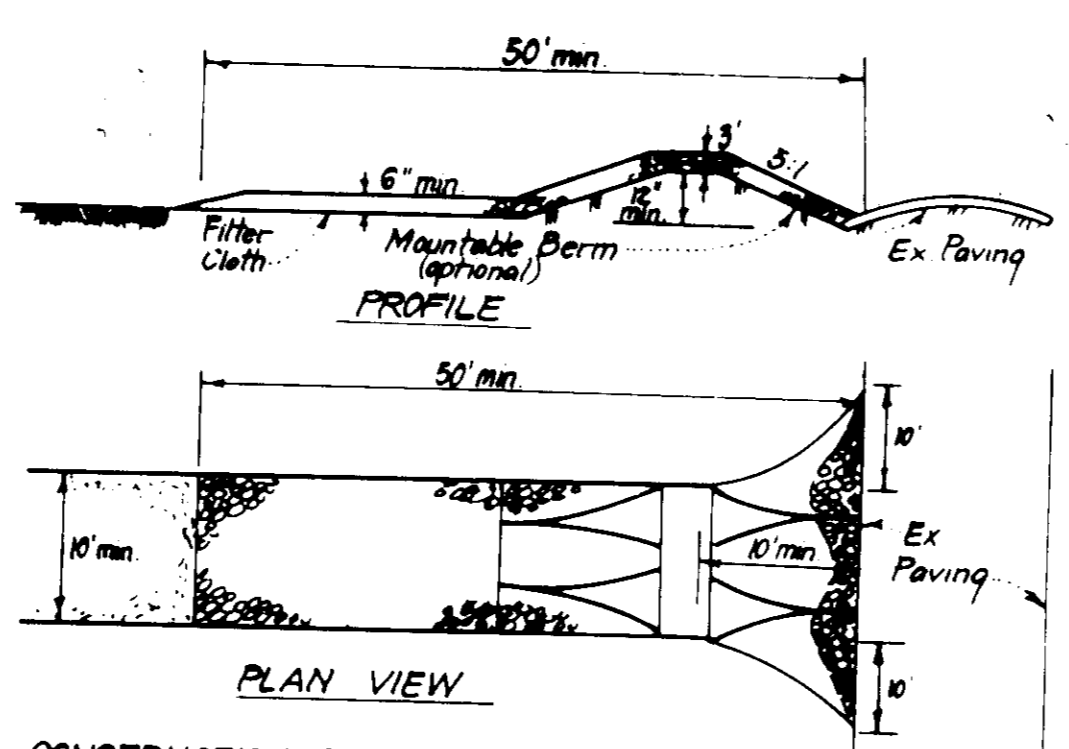 50' min.
3'
5:1
6" min.
12"
min.
Filter
Cloth
Mountable Berm
(optional)
Ex. Paving
PROFILE
50' min.
10'
10' min.
10' min.
Ex
Paving
10'
PLAN VIEW